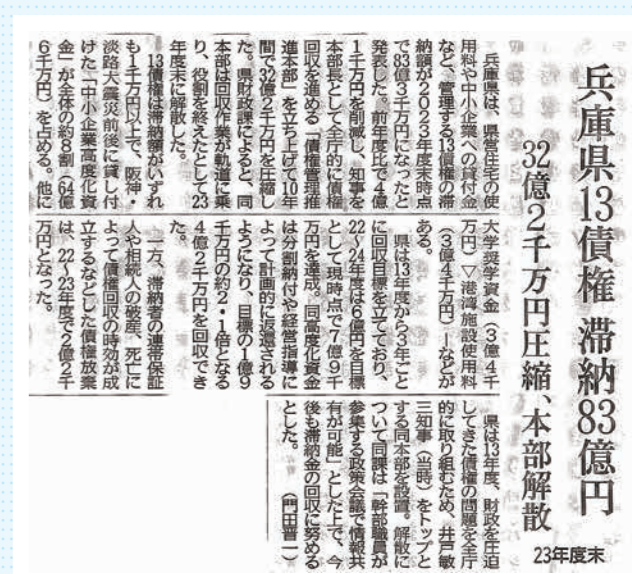 兵庫県13債権 滞納83億円
32億2千万円圧縮、本部解散
23年度末
兵庫県は、県営住宅の使
用料や中小企業への貸付金
など、管理する13債権の滞
納額が2023年度末時点
で83億3千万円になったと
発表した。前年度比で4億
1千万円を削減し、知事を
本部長として全庁的に債権
回収を進める「債権管理推
進本部」を立ち上げて10年
間で32億2千万円を圧縮し
た。県財政課によると、同
本部は回収作業が軌道に乗
り、役割を終えたとして23
年度末に解散した。
13債権は滞納額がいずれ
も1千万円以上で、阪神・
淡路大震災前後に貸し付
けた「中小企業高度化資
金」が全体の約8割(64億
6千万円)を占める。他に
大学奨学資金(3億4千
万円)▽港湾施設使用料
(3億4千万円)―などが
ある。
県は13年度から3年ごと
に回収目標を立てており、
22~24年度は6億円を目標
として現時点で7億9千
万円を達成。同高度化資金
は分割納付や経営指導に
よって計画的に返還される
ようになり、目標の1億9
千万円の約2・1倍となる
4億2千万円を回収でき
た。
一方、滞納者の連帯保証
人や相続人の破産、死亡に
よって債権回収の時効が成
立するなどした債権放棄
は、22~23年度で2億2千
万円となった。
県は13年度、財政を圧迫
してきた債権の問題を全庁
的に取り組むため、井戸敏
三知事(当時)をトップと
する同本部を設置。解散に
ついて同課は「幹部職員が
参集する政策会議で情報共
有が可能」とした上で、今
後も滞納金の回収に努める
とした。 (門田晋一)